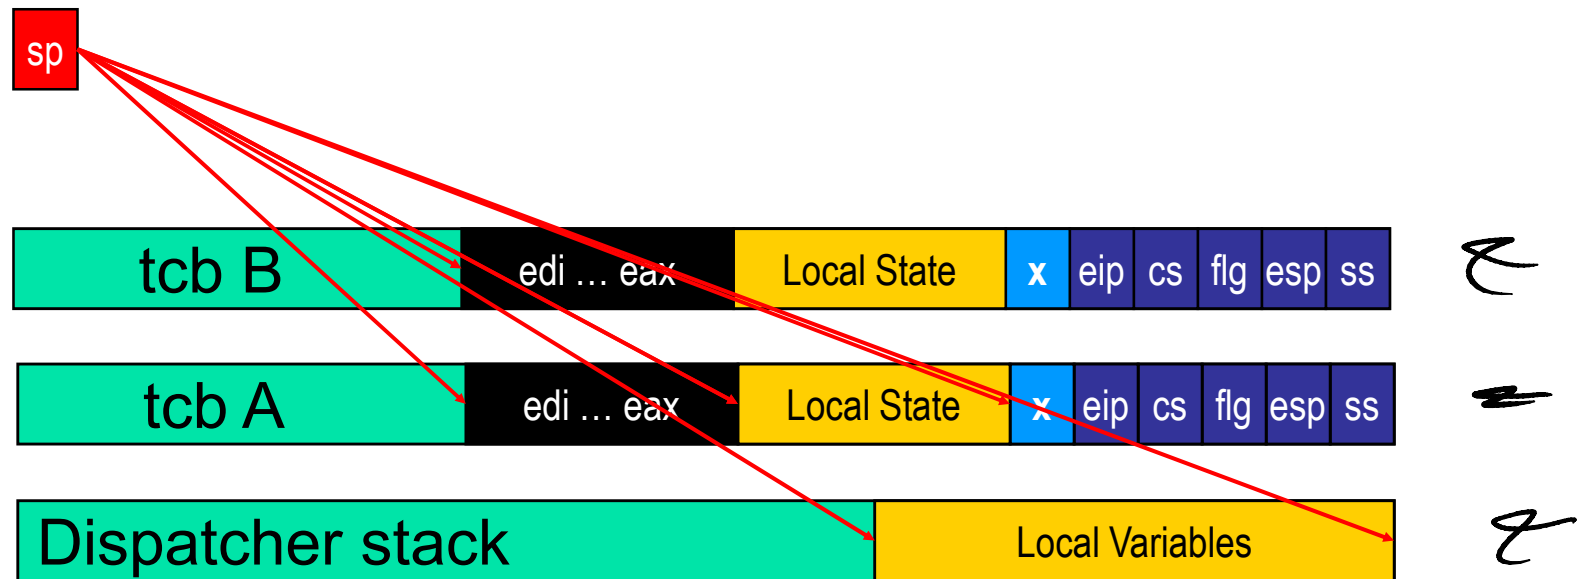 sp
tcb B edi ... eax Local State x eip cs flg esp ss
tcb A edi ... eax Local State x eip cs flg esp ss
Dispatcher stack Local Variables